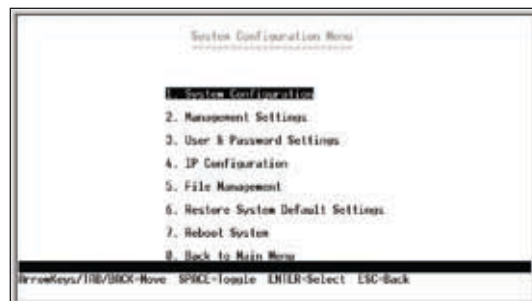 System Configuration Menu
1. System Configuration
2. Management Settings
3. User & Password Settings
4. IP Configuration
5. File Management
6. Restore System Default Settings
7. Reboot System
0. Back to Main Menu
ArrowKeys/TAB/BACK=Move SPACE=Toggle ENTER=Select ESC=Back